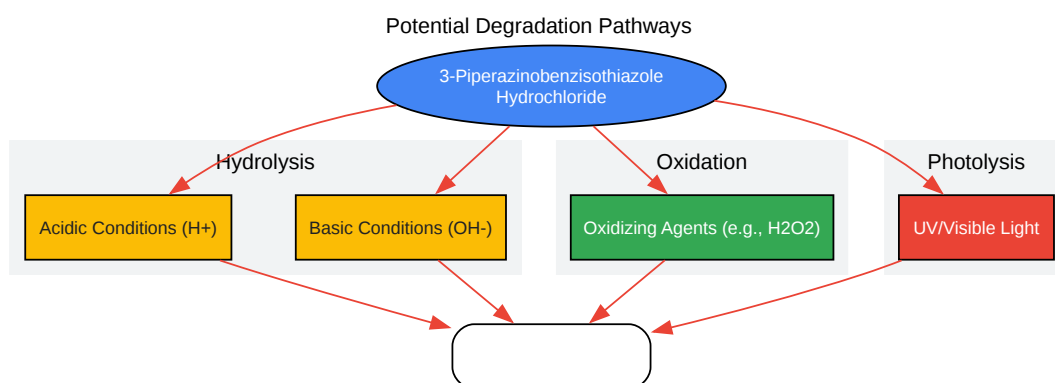 Potential Degradation Pathways
3-Piperazinobenzisothiazole
Hydrochloride
Hydrolysis
Oxidation
Photolysis
Acidic Conditions (H+)
Basic Conditions (OH-)
Oxidizing Agents (e.g., H2O2)
UV/Visible Light